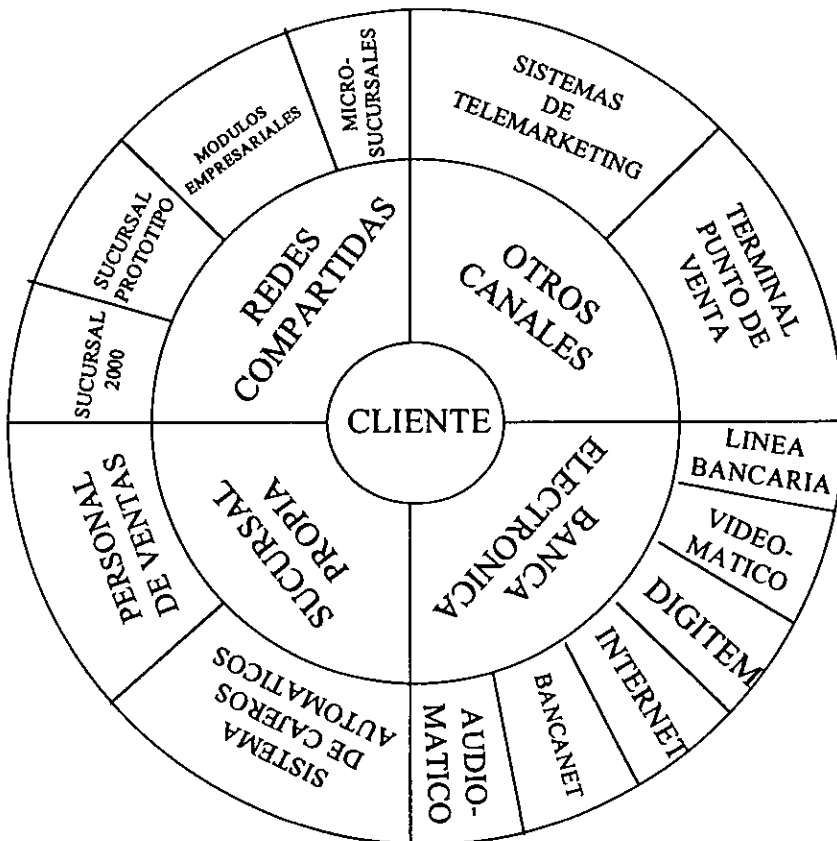 MICRO-
SUCURSALES
MODULOS
EMPRESARIALES
SUCURSAL
PROTOTIPO
SUCURSAL
2000
SISTEMAS
DE
TELEMARKETING
TERMINAL
PUNTO DE
VENTA
REDES
COMPARTIDAS
OTROS
CANALES
CLIENTE
SUCURSAL
PROPIA
BANCA
ELECTRONICA
LINEA
BANCARIA
VIDEO-
MATICO
DIGITEM
INTERNET
BANCANET
AUDIO-
MATICO
SISTEMA
DE CAJEROS
AUTOMATICOS
PERSONAL
DE VENTAS